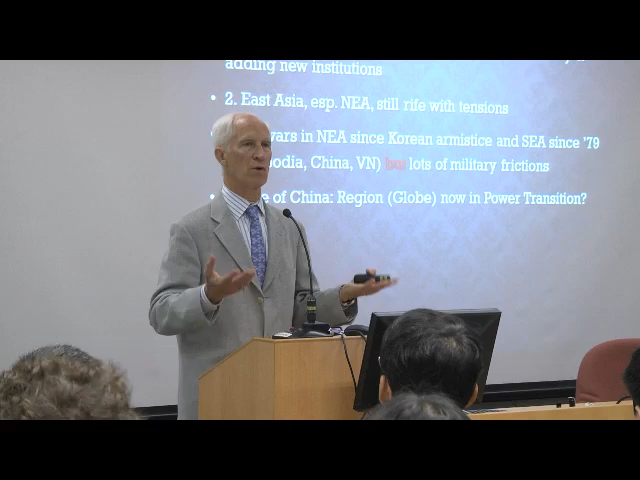 adding new institutions
• 2. East Asia, esp. NEA, still rife with tensions
wars in NEA since Korean armistice and SEA since '79
odia, China, VN) but lots of military frictions
e of China: Region (Globe) now in Power Transition?